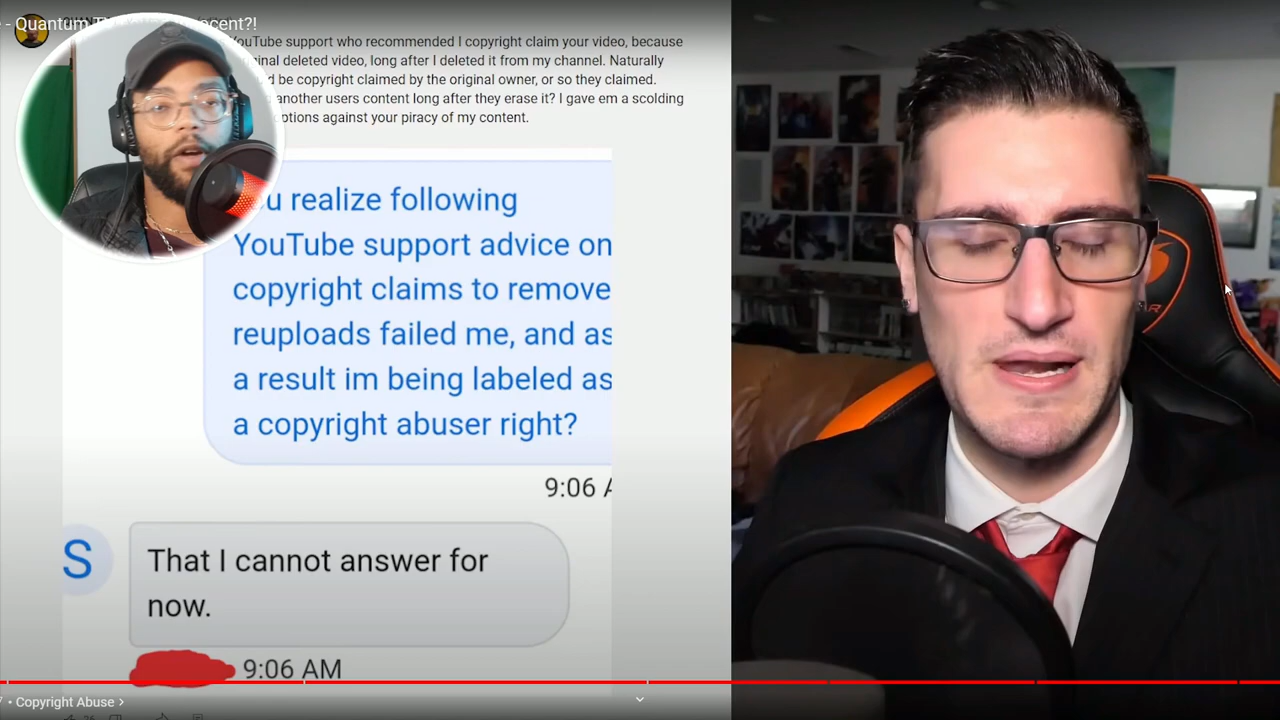 - Quantum
ocent?!
YouTube support who recommended I copyright claim your video, because
deleted video, long after I deleted it from my channel. Naturally
be copyright claimed by the original owner, or so they claimed.
another users content long after they erase it? I gave em a scolding
against your piracy of my content.
realize following
YouTube support advice on
copyright claims to remove
reuploads failed me, and as
a result im being labeled as
a copyright abuser right?
9:06 A
S
That I cannot answer for
now.
9:06 AM
• Copyright Abuse >